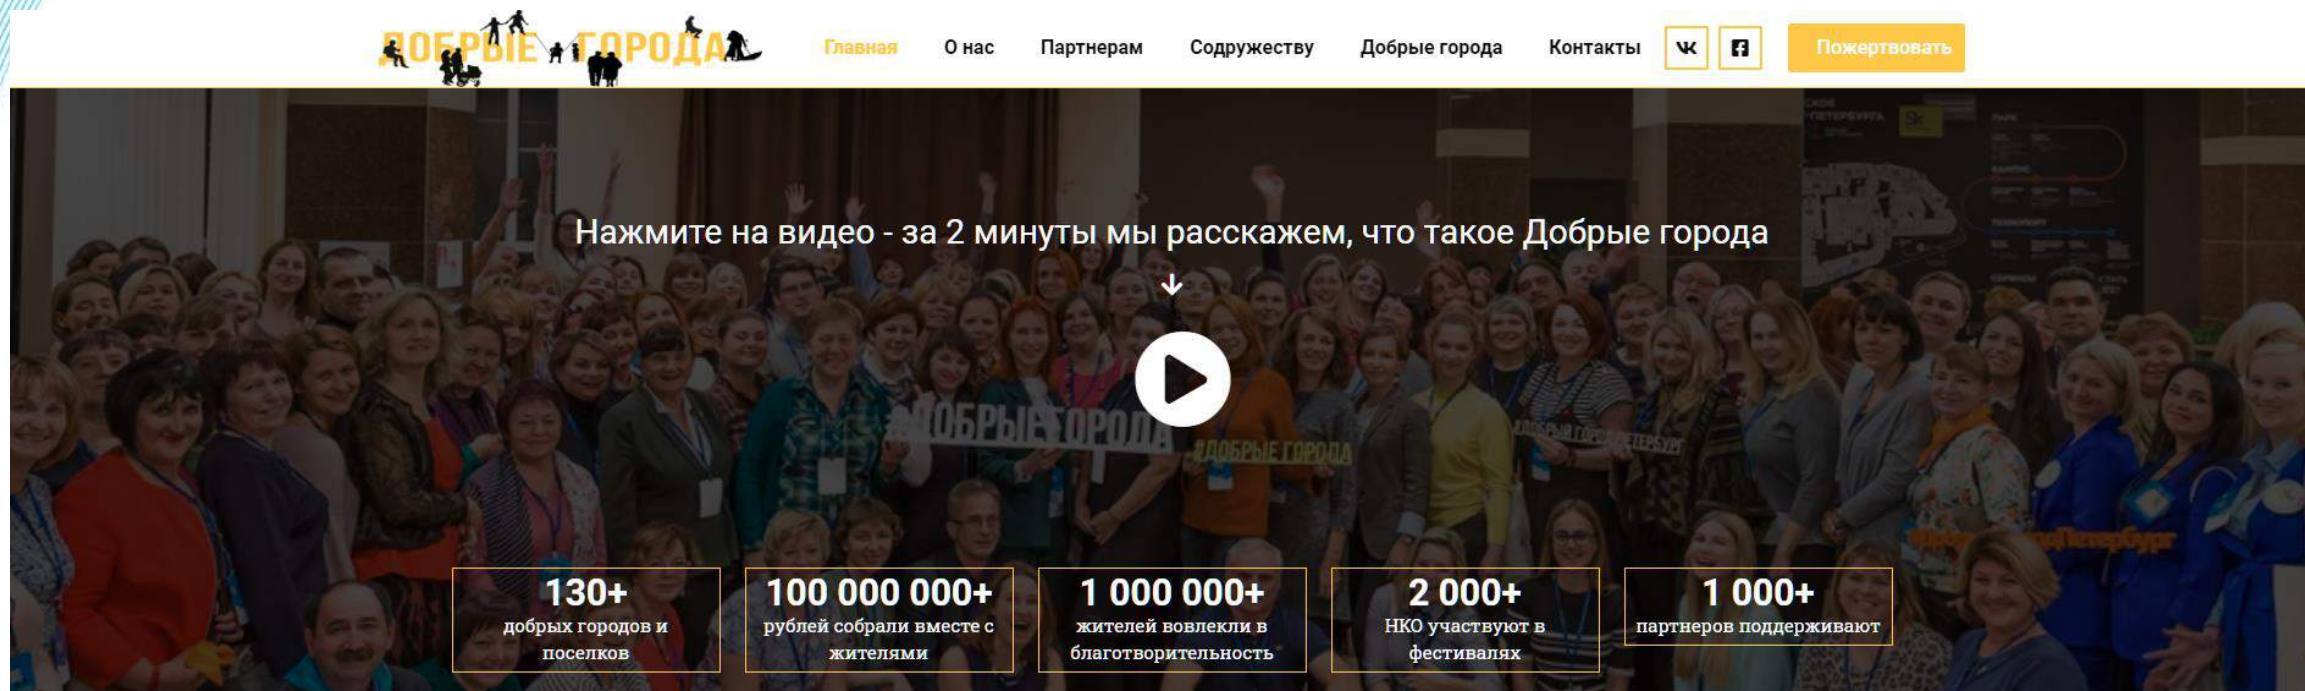 ДОБРЫЕ ГОРОДА
Главная
О нас
Партнерам
Содружеству
Добрые города
Контакты
Пожертвовать
Нажмите на видео - за 2 минуты мы расскажем, что такое Добрые города
#ДОБРЫЕ ГОРОДА
#ДОБРЫЕ ГОРОДА
130+
добрых городов и
поселков
100 000 000+
рублей собрали вместе с
жителями
1 000 000+
жителей вовлекли в
благотворительность
2 000+
НКО участвуют в
фестивалях
1 000+
партнеров поддерживают